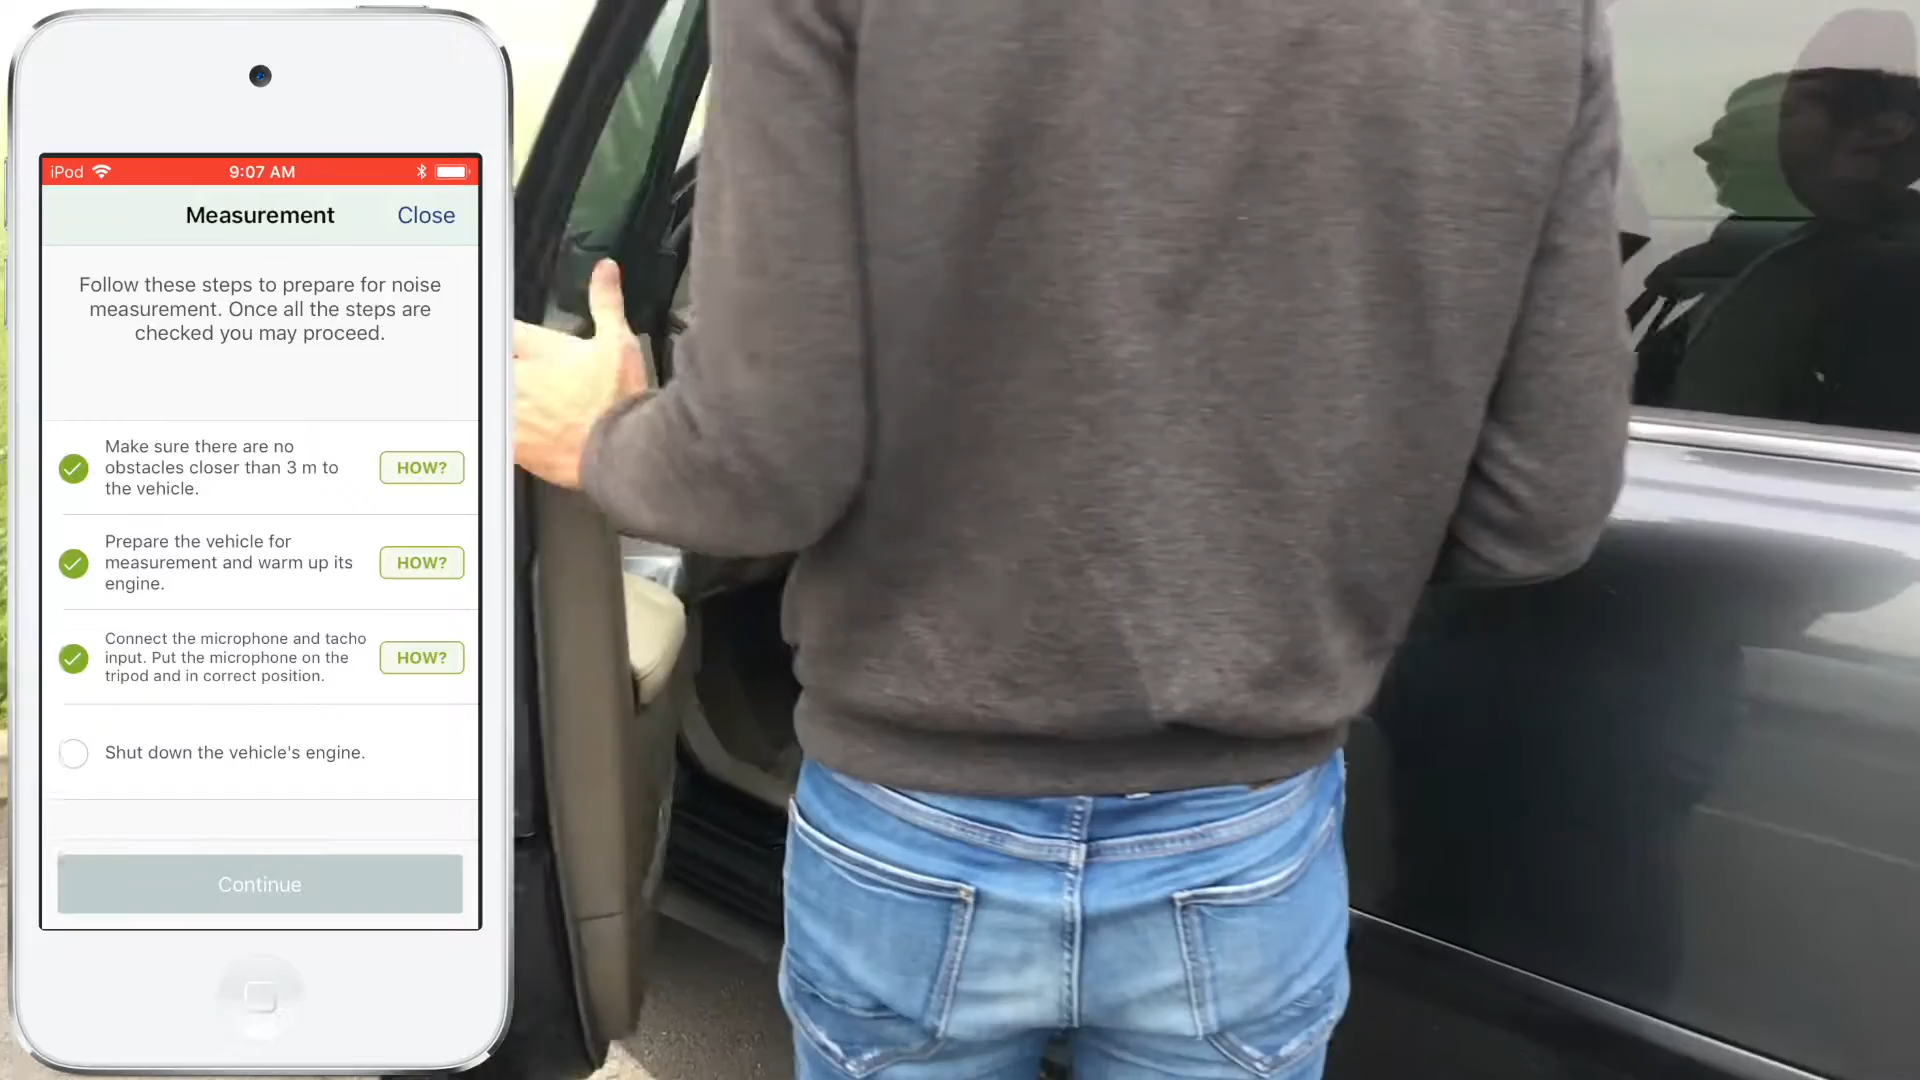 iPod 9:07 AM
Measurement Close
Follow these steps to prepare for noise
measurement. Once all the steps are
checked you may proceed.
Make sure there are no
obstacles closer than 3 m to
the vehicle.
HOW?
Prepare the vehicle for
measurement and warm up its
engine.
HOW?
Connect the microphone and tacho
input. Put the microphone on the
tripod and in correct position.
HOW?
Shut down the vehicle's engine.
Continue